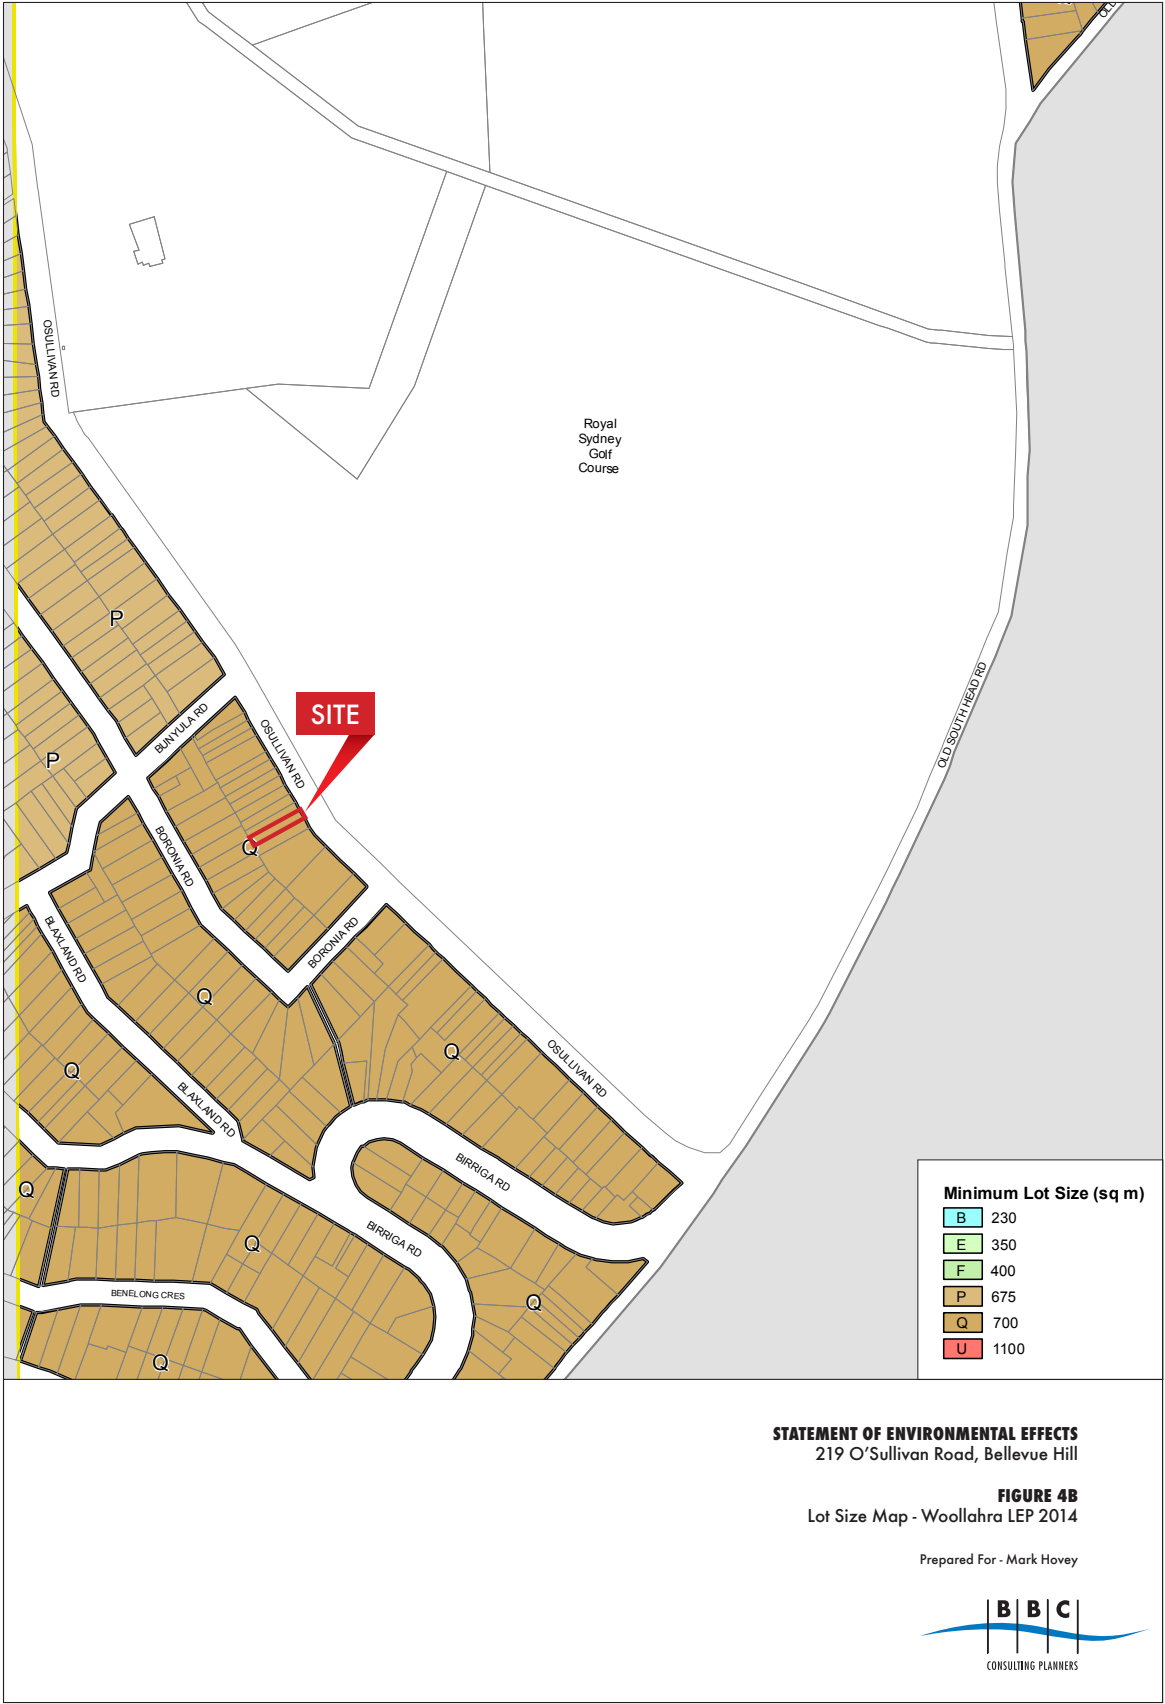 OSULLIVAN RD
Royal
Sydney
Golf
Course
P
P
BUNYULA RD
OSULLIVAN RD
SITE
OLD SOUTH HEAD RD
Q
BORONIA RD
BORONIA RD
BLAXLAND RD
Q
Q
Q
OSULLIVAN RD
BLAXLAND RD
BIRRIGA RD
Q
Q
BIRRIGA RD
BENELONG CRES
Q
Q
Minimum Lot Size (sq m)
B 230
E 350
F 400
P 675
Q 700
U 1100
STATEMENT OF ENVIRONMENTAL EFFECTS
219 O'Sullivan Road, Bellevue Hill
FIGURE 4B
Lot Size Map - Woollahra LEP 2014
Prepared For - Mark Hovey
BBC
CONSULTING PLANNERS